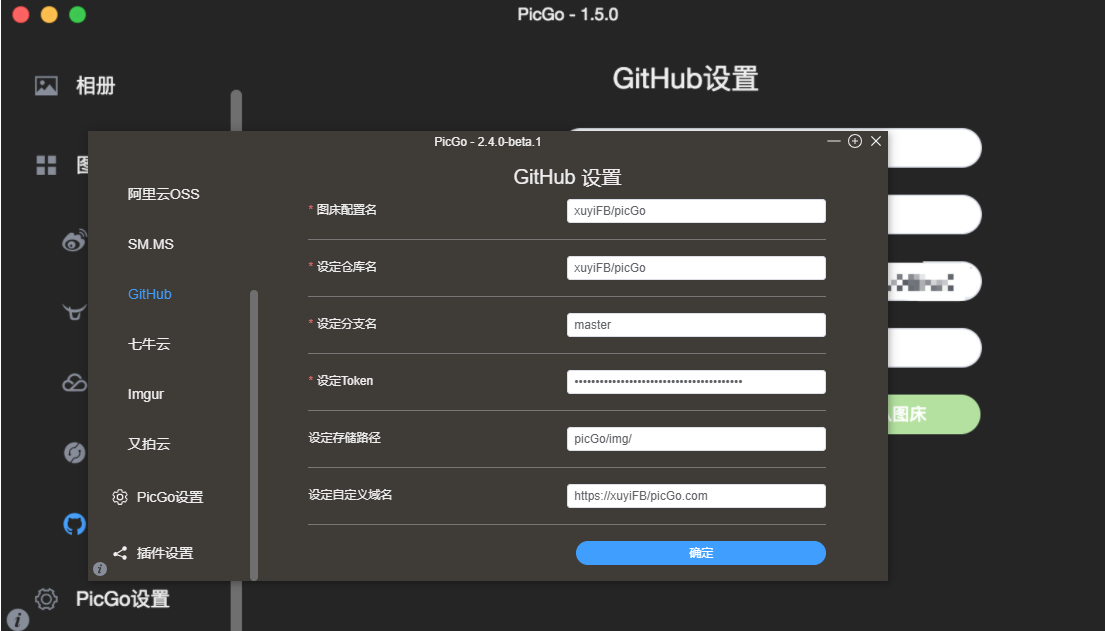 PicGo - 1.5.0
相册
GitHub设置
PicGo - 2.4.0-beta.1
阿里云OSS
SM.MS
GitHub
七牛云
Imgur
又拍云
PicGo设置
插件设置
GitHub 设置
* 图床配置名
xuyiFB/picGo
* 设定仓库名
xuyiFB/picGo
* 设定分支名
master
* 设定Token
••••••••••••••••••••••••••••••••••••••••
设定存储路径
picGo/img/
设定自定义域名
https://xuyiFB/picGo.com
确定
图床
PicGo设置